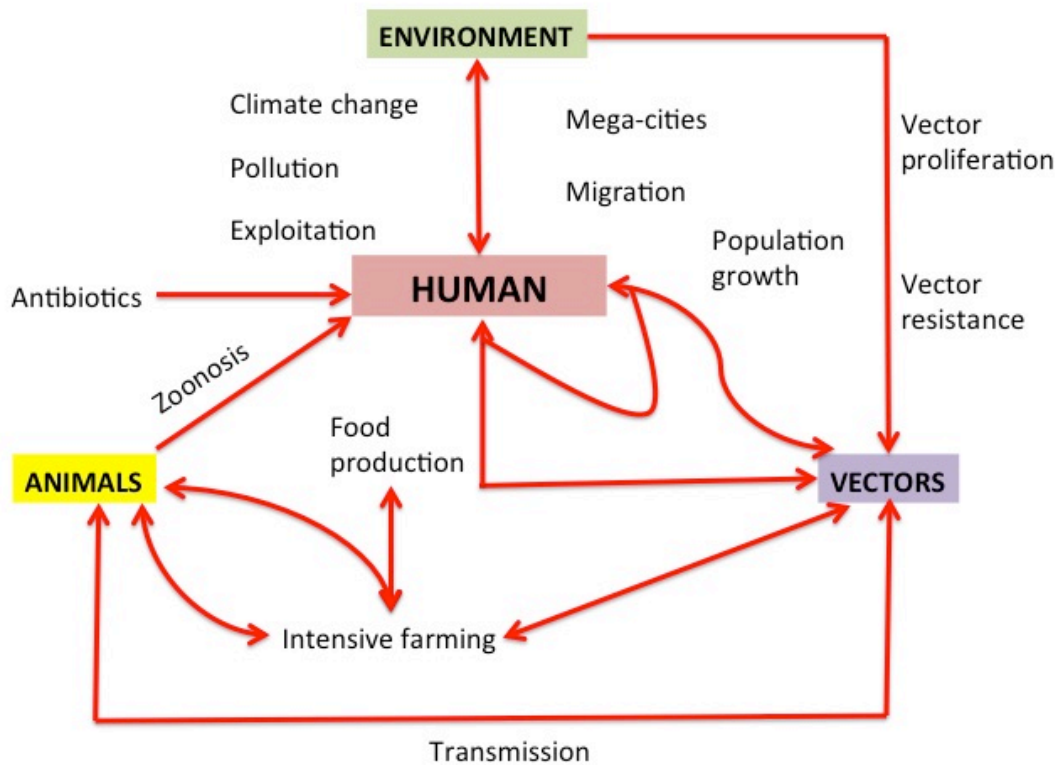 ENVIRONMENT
Climate change
Mega-cities
Vector
proliferation
Pollution
Migration
Exploitation
Population
growth
Antibiotics
HUMAN
Vector
resistance
Zoonosis
Food
production
ANIMALS
VECTORS
Intensive farming
Transmission